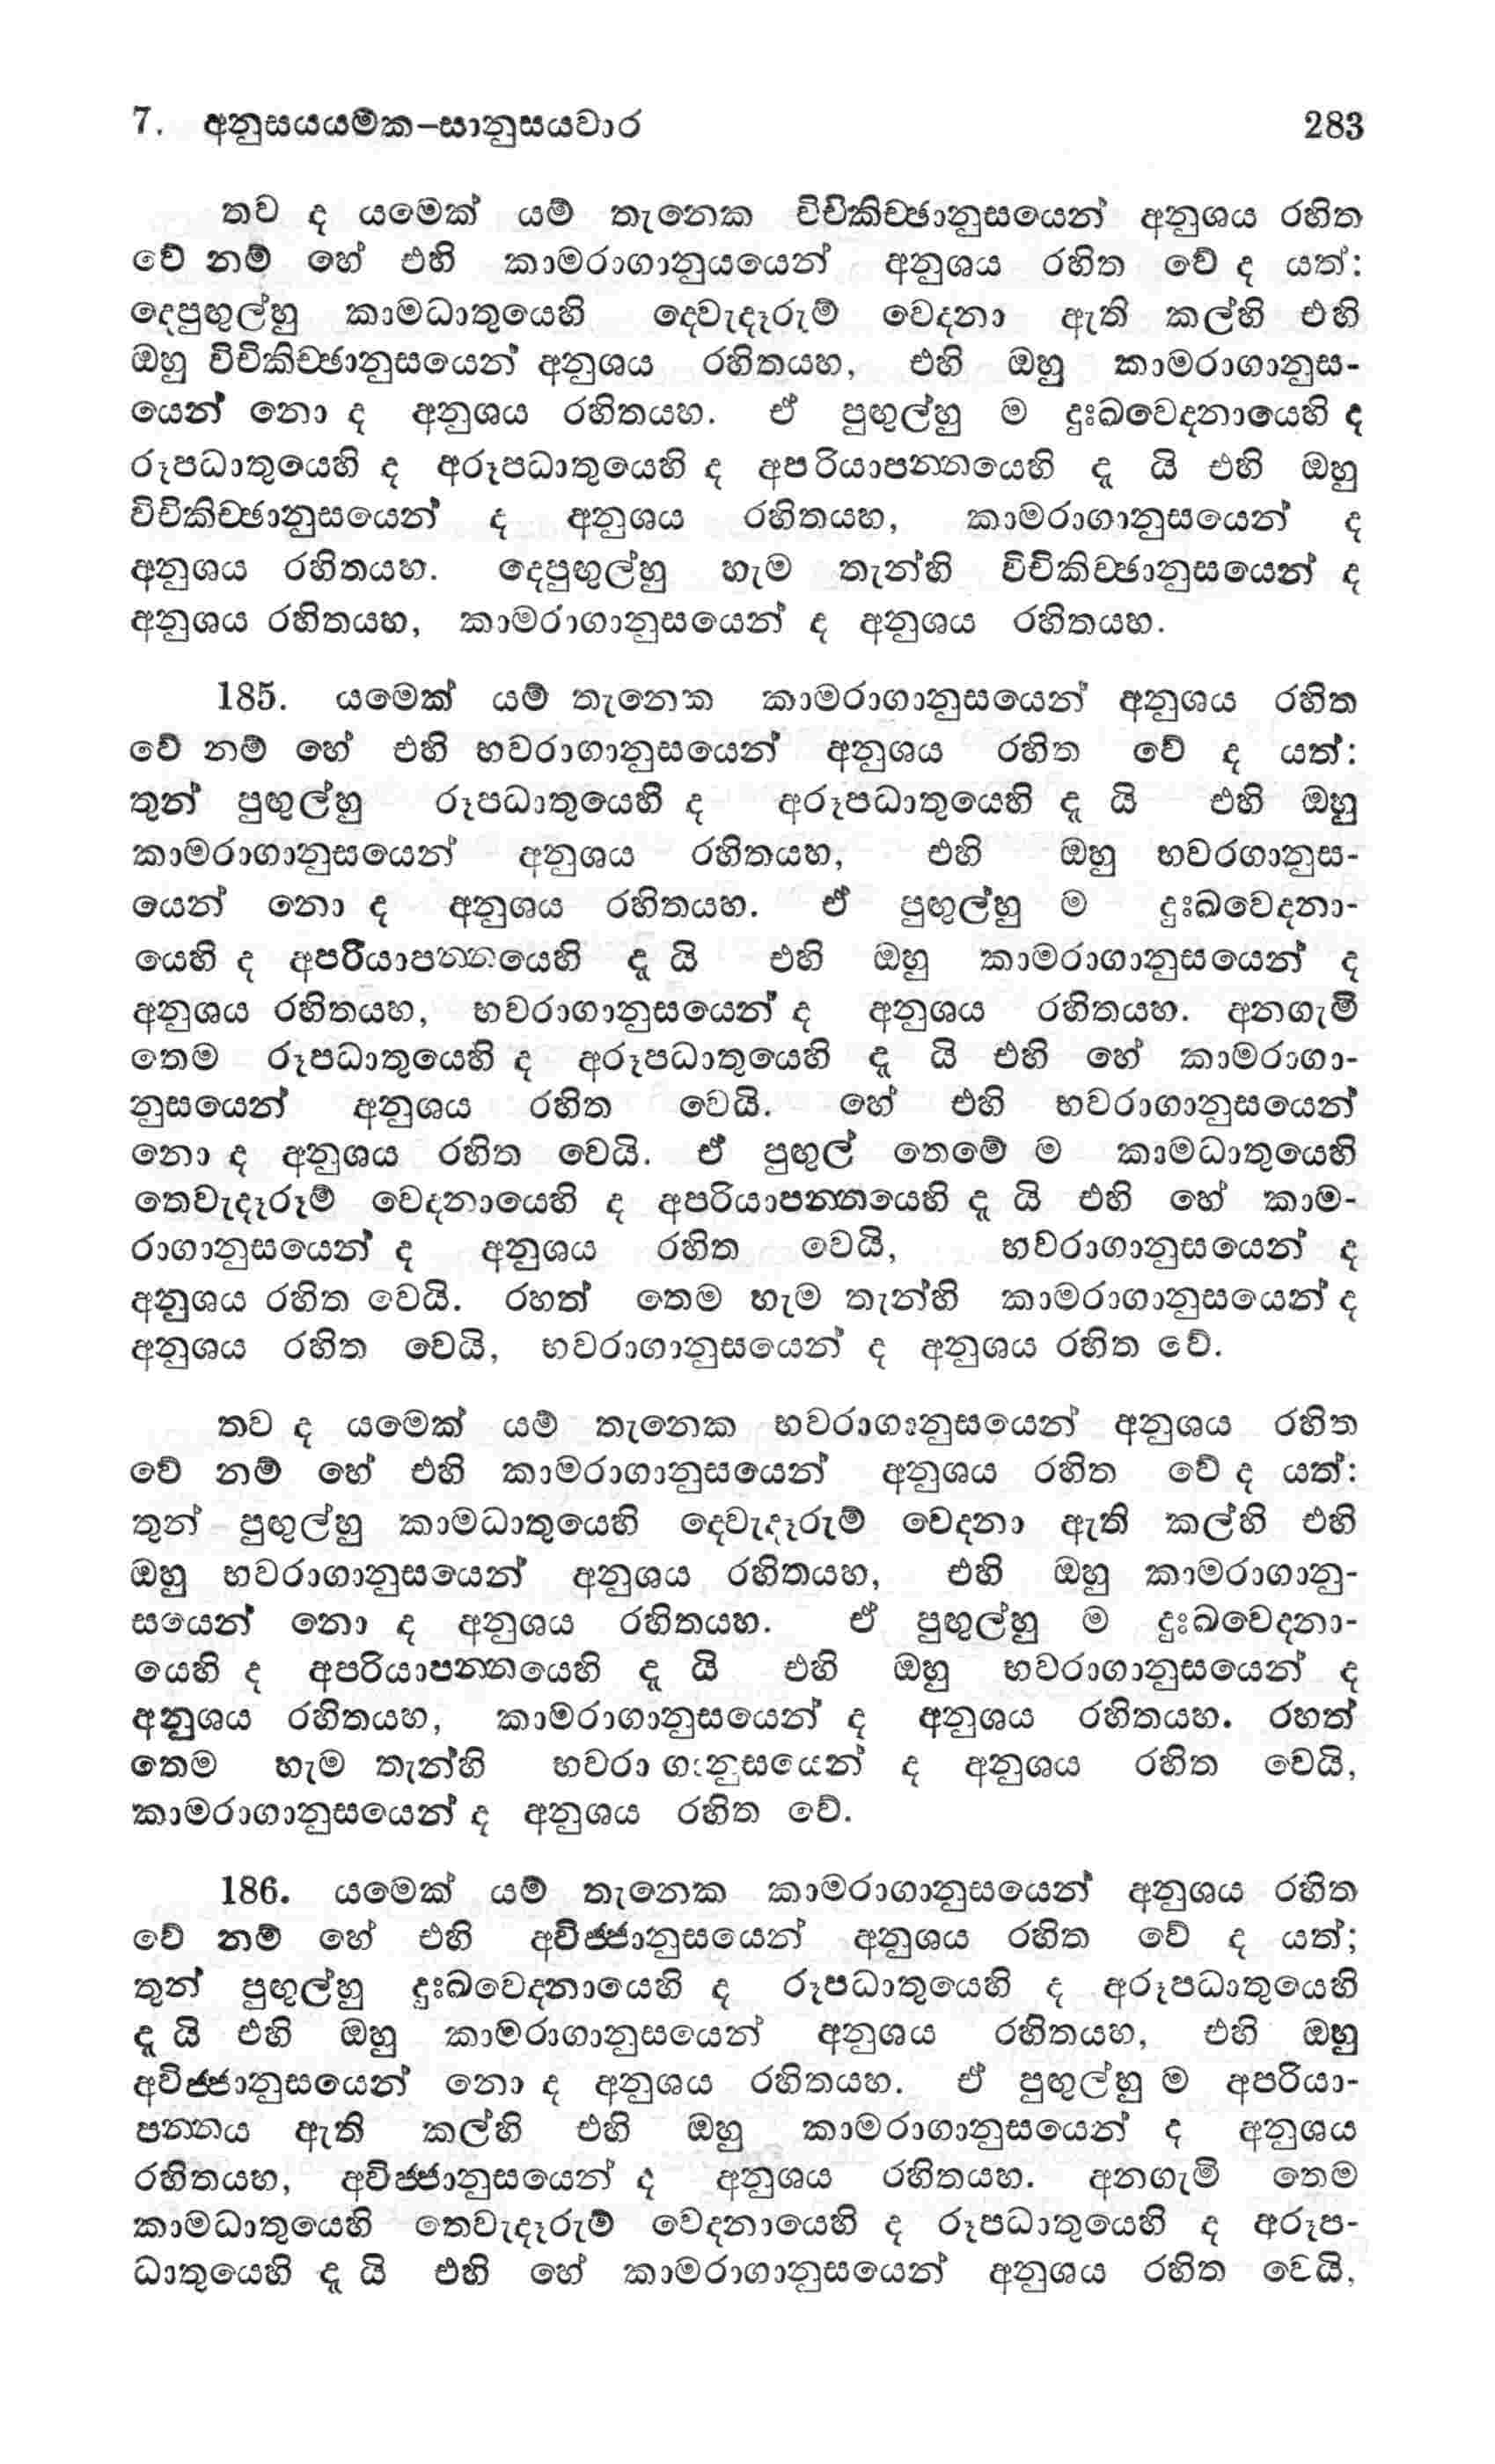 7. අනුසයයමක–සානුසයවාර 283
තව ද යමෙක් යම් තැනෙක විචිකිච්ඡානුසයෙන් අනුශය රහිත
වේ නම් හේ එහි කාමරාගානුයයෙන් අනුශය රහිත වේ ද යත්:
දෙපුඟුල්හු කාමධාතුයෙහි දෙවැදෑරුම් වෙදනා ඇති කල්හි එහි
ඔහු විචිකිච්ඡානුසයෙන් අනුශය රහිතයහ, එහි ඔහු කාමරාගානුස-
යෙන් නො ද අනුශය රහිතයහ. ඒ පුඟුල්හු ම දුඃඛවෙදනායෙහි ද
රූපධාතුයෙහි ද අරූපධාතුයෙහි ද අපරියාපන්නයෙහි දැ යි එහි ඔහු
විචිකිච්ඡානුසයෙන් ද අනුශය රහිතයහ, කාමරාගානුසයෙන් ද
අනුශය රහිතයහ. දෙපුඟුල්හු හැම තැන්හි විචිකිච්ඡානුසයෙන් ද
අනුශය රහිතයහ, කාමරාගානුසයෙන් ද අනුශය රහිතයහ.
185. යමෙක් යම් තැනෙක කාමරාගානුසයෙන් අනුශය රහිත
වේ නම් හේ එහි භවරාගානුසයෙන් අනුශය රහිත වේ ද යත්:
තුන් පුඟුල්හු රූපධාතුයෙහි ද අරූපධාතුයෙහි දැ යි එහි ඔහු
කාමරාගානුසයෙන් අනුශය රහිතයහ, එහි ඔහු භවරගානුස-
යෙන් නො ද අනුශය රහිතයහ. ඒ පුඟුල්හු ම දුඃඛවෙදනා-
යෙහි ද අපරියාපන්නයෙහි දැ යි එහි ඔහු කාමරාගානුසයෙන් ද
අනුශය රහිතයහ, භවරාගානුසයෙන් ද අනුශය රහිතයහ. අනගැමි
තෙම රූපධාතුයෙහි ද අරූපධාතුයෙහි දැ යි එහි හේ කාමරාගා-
නුසයෙන් අනුශය රහිත වෙයි. හේ එහි භවරාගානුසයෙන්
නො ද අනුශය රහිත වෙයි. ඒ පුඟුල් තෙමේ ම කාමධාතුයෙහි
තෙවැදෑරූම් වෙදනායෙහි ද අපරියාපන්නයෙහි දැ යි එහි හේ කාම-
රාගානුසයෙන් ද අනුශය රහිත වෙයි, භවරාගානුසයෙන් ද
අනුශය රහිත වෙයි. රහත් තෙම හැම තැන්හි කාමරාගානුසයෙන් ද
අනුශය රහිත වෙයි, භවරාගානුසයෙන් ද අනුශය රහිත වේ.
තව ද යමෙක් යම් තැනෙක භවරාගානුසයෙන් අනුශය රහිත
වේ නම් හේ එහි කාමරාගානුසයෙන් අනුශය රහිත වේ ද යත්:
තුන් පුඟුල්හු කාමධාතුයෙහි දෙවැදෑරුම් වෙදනා ඇති කල්හි එහි
ඔහු භවරාගානුසයෙන් අනුශය රහිතයහ, එහි ඔහු කාමරාගානු-
සයෙන් නො ද අනුශය රහිතයහ. ඒ පුඟුල්හු ම දුඃඛවෙදනා-
යෙහි ද අපරියාපන්නයෙහි දැ යි එහි ඔහු භවරාගානුසයෙන් ද
අනුශය රහිතයහ, කාමරාගානුසයෙන් ද අනුශය රහිතයහ. රහත්
තෙම හැම තැන්හි භවරාගානුසයෙන් ද අනුශය රහිත වෙයි,
කාමරාගානුසයෙන් ද අනුශය රහිත වේ.
186. යමෙක් යම් තැනෙක කාමරාගානුසයෙන් අනුශය රහිත
වේ නම් හේ එහි අවිජ්ජානුසයෙන් අනුශය රහිත වේ ද යත්;
තුන් පුඟුල්හු දුඃඛවෙදනායෙහි ද රූපධාතුයෙහි ද අරූපධාතුයෙහි
දැ යි එහි ඔහු කාමරාගානුසයෙන් අනුශය රහිතයහ, එහි ඔහු
අවිජ්ජානුසයෙන් නො ද අනුශය රහිතයහ. ඒ පුඟුල්හු ම අපරියා-
පන්නය ඇති කල්හි එහි ඔහු කාමරාගානුසයෙන් ද අනුශය
රහිතයහ, අවිජ්ජානුසයෙන් ද අනුශය රහිතයහ. අනගැමි තෙම
කාමධාතුයෙහි තෙවැදෑරුම් වෙදනායෙහි ද රූපධාතුයෙහි ද අරූප-
ධාතුයෙහි දැ යි එහි හේ කාමරාගානුසයෙන් අනුශය රහිත වෙයි,